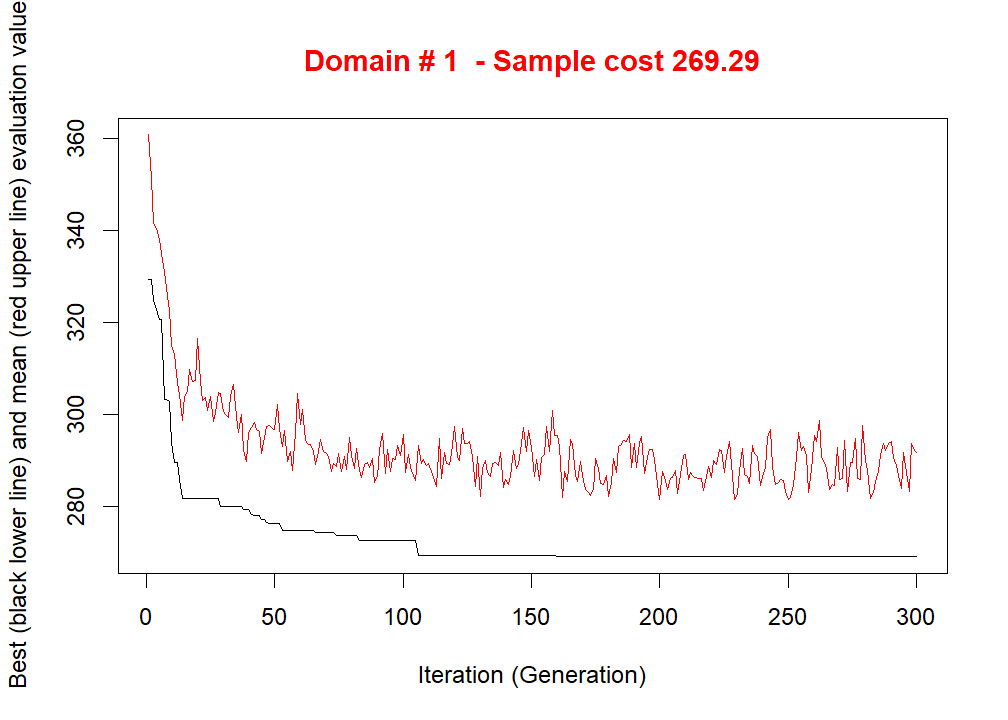 Domain # 1  - Sample cost 269.29
Best (black lower line) and mean (red upper line) evaluation value
360
340
320
300
280
0 50 100 150 200 250 300
Iteration (Generation)